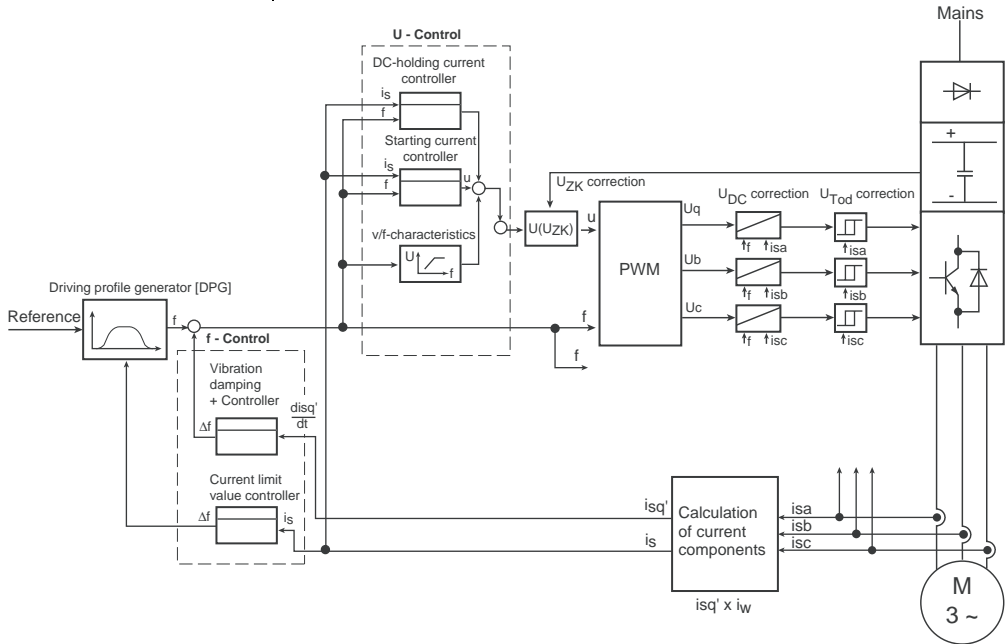 Mains
U - Control
DC-holding current
controller
is
f
Starting current
controller
is
f
u
v/f-characteristics
U
f
UZK correction
U(UZK)
u
PWM
Uq
Ub
Uc
UDC correction
UTod correction
f
isa
isa
f
isb
isb
f
isc
isc
+
-
Driving profile generator [DPG]
Reference
f
f
f
f - Control
Vibration
damping
+ Controller
Δf
disq'
dt
Current limit
value controller
Δf
is
isq'
is
Calculation
of current
components
isa
isb
isc
isq' x iw
M
3 ~